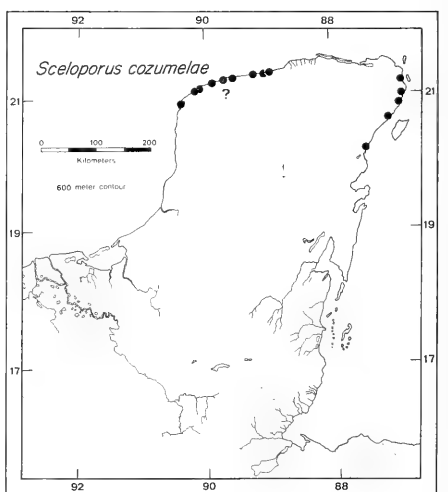 92 90 88
Sceloporus cozumelae
?
21 21
0 100 200
Kilometers
600 meter contour
19 19
17 17
92 90 88